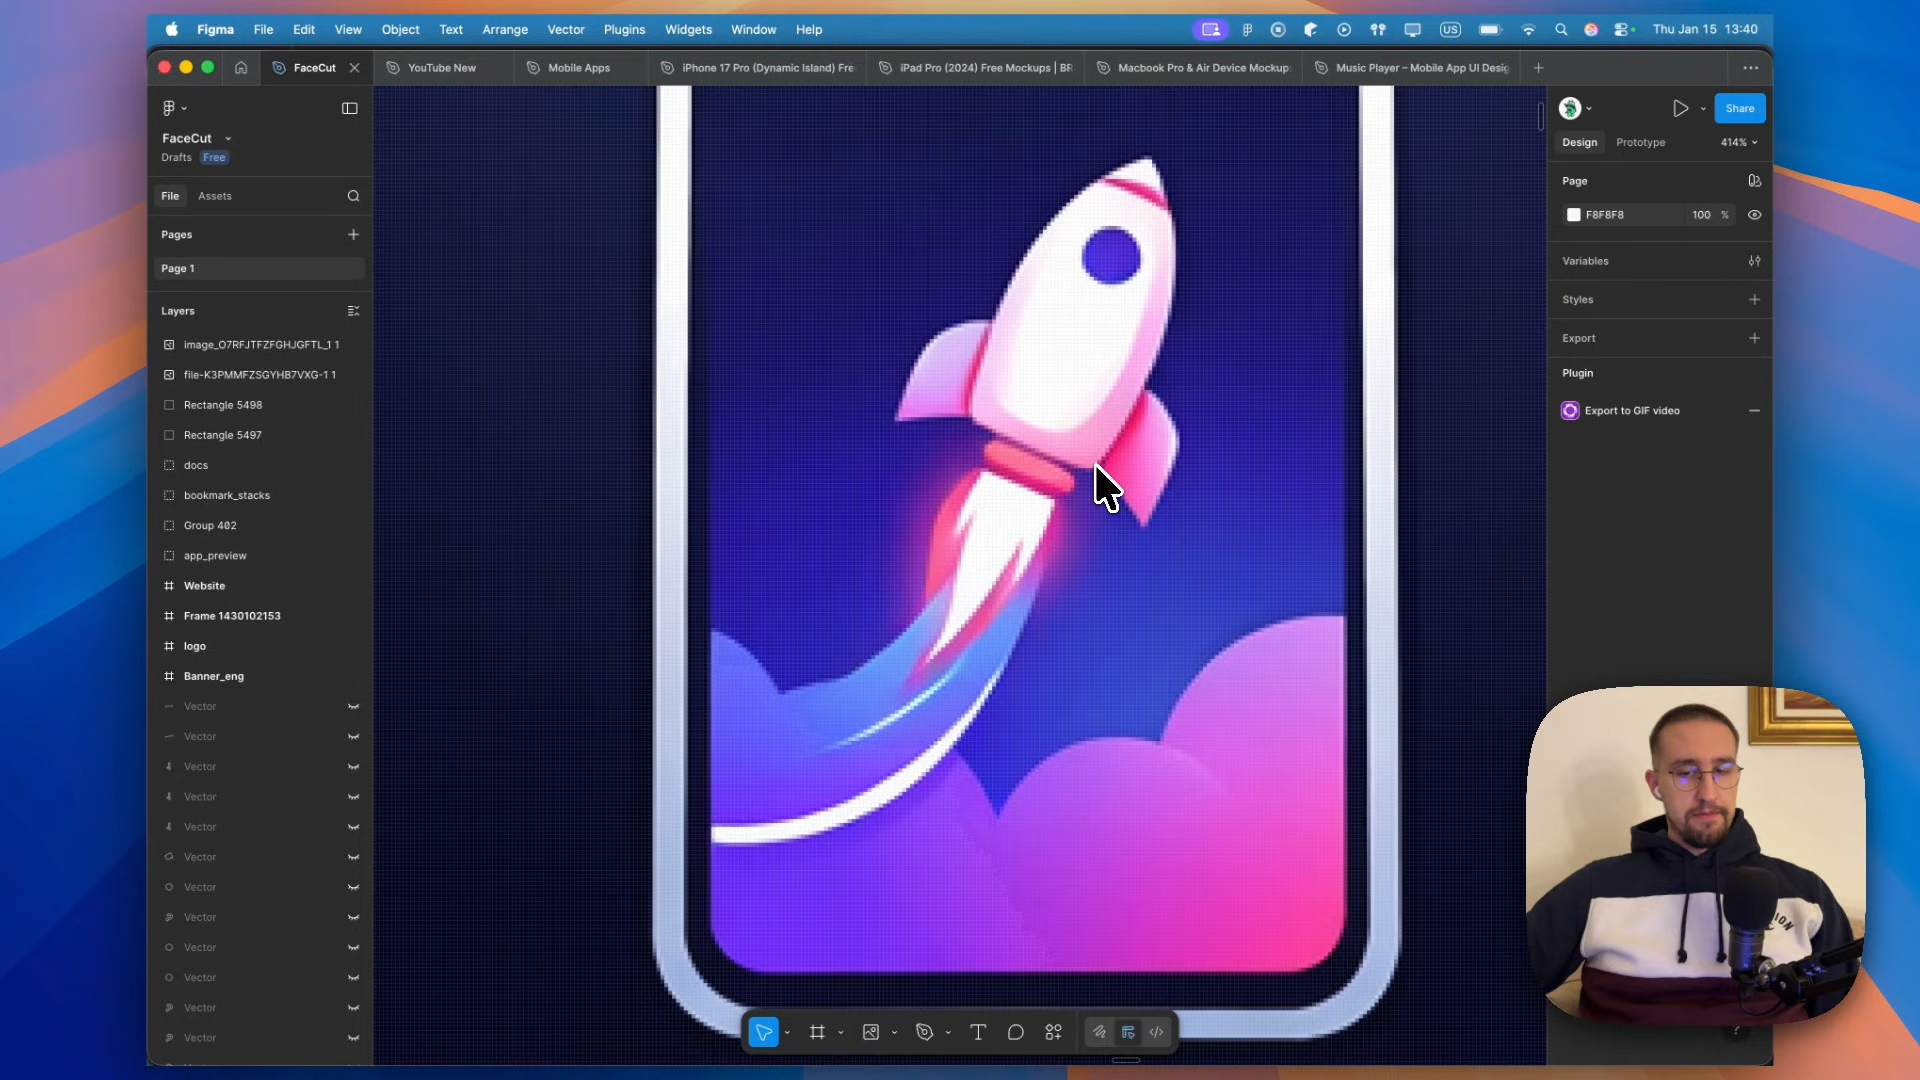 Figma File Edit View Object Text Arrange Vector Plugins Widgets Window Help US Thu Jan 15 13:40
FaceCut YouTube New Mobile Apps iPhone 17 Pro (Dynamic Island) Fre iPad Pro (2024) Free Mockups | BR Macbook Pro & Air Device Mockup Music Player – Mobile App UI Desig
FaceCut
Drafts Free
File Assets
Pages
Page 1
Layers
image_O7RFJTFZFGHJGFTL_1 1
file-K3PMMFZSGYHB7VXG-1 1
Rectangle 5498
Rectangle 5497
docs
bookmark_stacks
Group 402
app_preview
Website
Frame 1430102153
logo
Banner_eng
Vector
Vector
Vector
Vector
Vector
Vector
Vector
Vector
Vector
Vector
Vector
Vector
Share
Design Prototype 414%
Page
F8F8F8 100 %
Variables
Styles
Export
Plugin
Export to GIF video